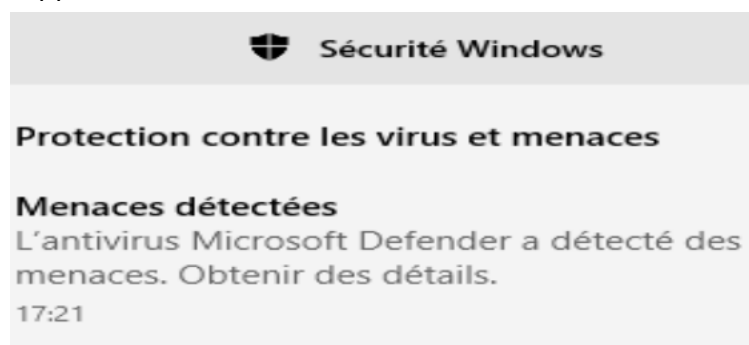 Sécurité Windows
Protection contre les virus et menaces
Menaces détectées
L'antivirus Microsoft Defender a détecté des
menaces. Obtenir des détails.
17:21